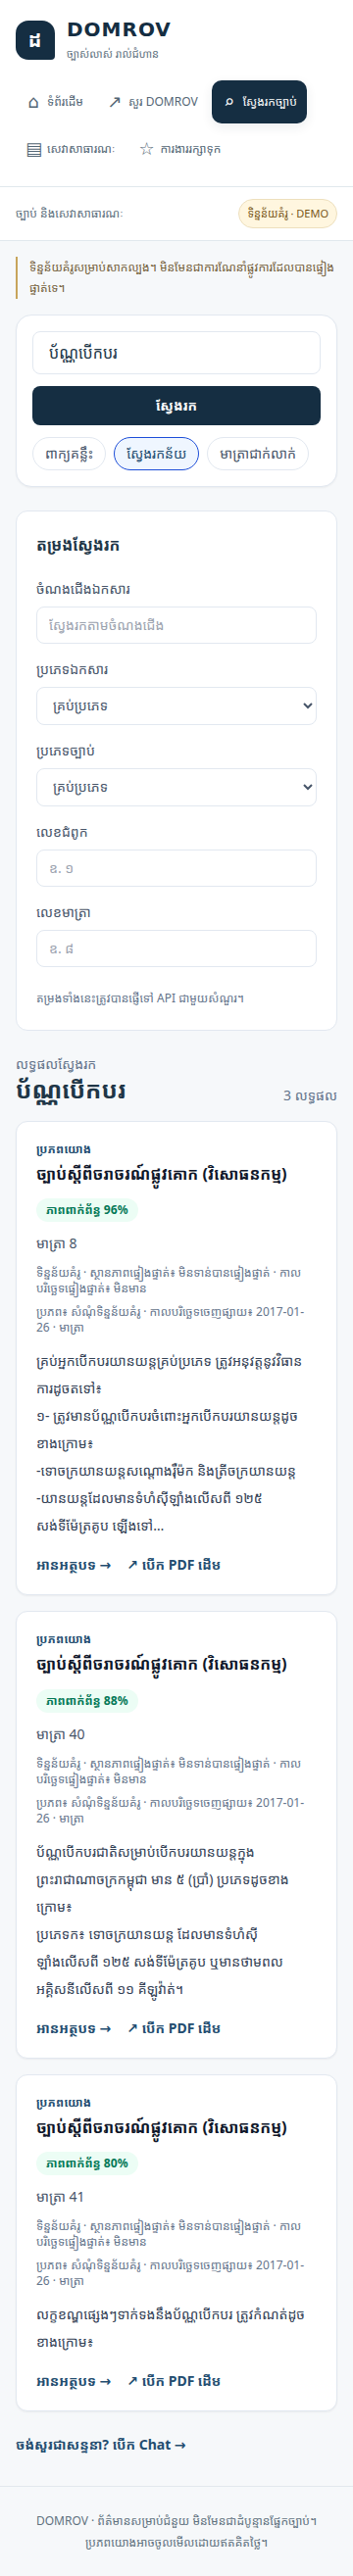 ដ
DOMROV
ច្បាស់លាស់ រាល់ជំហាន
ទំព័រដើម
សួរ DOMROV
ស្វែងរកច្បាប់
សេវាសាធារណៈ
ការងាររក្សាទុក
ច្បាប់ និងសេវាសាធារណៈ
ទិន្នន័យគំរូ · DEMO
ទិន្នន័យគំរូសម្រាប់សាកល្បង។ មិនមែនជាការណែនាំផ្លូវការដែលបានផ្ទៀង
ផ្ទាត់ទេ។
ប័ណ្ណបើកបរ
ស្វែងរក
ពាក្យគន្លឹះ
ស្វែងរកន័យ
មាត្រាជាក់លាក់
តម្រងស្វែងរក
ចំណងជើងឯកសារ
ស្វែងរកតាមចំណងជើង
ប្រភេទឯកសារ
គ្រប់ប្រភេទ
ប្រភេទច្បាប់
គ្រប់ប្រភេទ
លេខជំពូក
ឧ. ១
លេខមាត្រា
ឧ. ៨
តម្រងទាំងនេះត្រូវបានផ្ញើទៅ API ជាមួយសំណួរ។
លទ្ធផលស្វែងរក
ប័ណ្ណបើកបរ
3 លទ្ធផល
ប្រភពយោង
ច្បាប់ស្តីពីចរាចរណ៍ផ្លូវគោក (វិសោធនកម្ម)
ភាពពាក់ព័ន្ធ 96%
មាត្រា 8
ទិន្នន័យគំរូ · ស្ថានភាពផ្ទៀងផ្ទាត់៖ មិនទាន់បានផ្ទៀងផ្ទាត់ · កាល
បរិច្ឆេទផ្ទៀងផ្ទាត់៖ មិនមាន
ប្រភព៖ សំណុំទិន្នន័យគំរូ · កាលបរិច្ឆេទចេញផ្សាយ៖ 2017-01-
26 · មាត្រា
គ្រប់អ្នកបើកបរយានយន្តគ្រប់ប្រភេទ ត្រូវអនុវត្តនូវវិធាន
ការដូចតទៅ៖
១- ត្រូវមានប័ណ្ណបើកបរចំពោះអ្នកបើកបរយានយន្តដូច
ខាងក្រោម៖
-ទោចក្រយានយន្តសណ្តោងរ៉ឺម៉ក និងត្រីចក្រយានយន្ត
-យានយន្តដែលមានទំហំស៊ីឡាំងលើសពី ១២៥
សង់ទីម៉ែត្រគូប ឡើងទៅ...
អានអត្ថបទ →
↗ បើក PDF ដើម
ប្រភពយោង
ច្បាប់ស្តីពីចរាចរណ៍ផ្លូវគោក (វិសោធនកម្ម)
ភាពពាក់ព័ន្ធ 88%
មាត្រា 40
ទិន្នន័យគំរូ · ស្ថានភាពផ្ទៀងផ្ទាត់៖ មិនទាន់បានផ្ទៀងផ្ទាត់ · កាល
បរិច្ឆេទផ្ទៀងផ្ទាត់៖ មិនមាន
ប្រភព៖ សំណុំទិន្នន័យគំរូ · កាលបរិច្ឆេទចេញផ្សាយ៖ 2017-01-
26 · មាត្រា
ប័ណ្ណបើកបរជាតិសម្រាប់បើកបរយានយន្តក្នុង
ព្រះរាជាណាចក្រកម្ពុជា មាន ៥ (ប្រាំ) ប្រភេទដូចខាង
ក្រោម៖
ប្រភេទក៖ ទោចក្រយានយន្ត ដែលមានទំហំស៊ី
ឡាំងលើសពី ១២៥ សង់ទីម៉ែត្រគូប ឬមានថាមពល
អគ្គិសនីលើសពី ១១ គីឡូវ៉ាត់។
អានអត្ថបទ →
↗ បើក PDF ដើម
ប្រភពយោង
ច្បាប់ស្តីពីចរាចរណ៍ផ្លូវគោក (វិសោធនកម្ម)
ភាពពាក់ព័ន្ធ 80%
មាត្រា 41
ទិន្នន័យគំរូ · ស្ថានភាពផ្ទៀងផ្ទាត់៖ មិនទាន់បានផ្ទៀងផ្ទាត់ · កាល
បរិច្ឆេទផ្ទៀងផ្ទាត់៖ មិនមាន
ប្រភព៖ សំណុំទិន្នន័យគំរូ · កាលបរិច្ឆេទចេញផ្សាយ៖ 2017-01-
26 · មាត្រា
លក្ខខណ្ឌផ្សេងៗទាក់ទងនឹងប័ណ្ណបើកបរ ត្រូវកំណត់ដូច
ខាងក្រោម៖
អានអត្ថបទ →
↗ បើក PDF ដើម
ចង់សួរជាសន្ទនា? បើក Chat →
DOMROV · ព័ត៌មានសម្រាប់ជំនួយ មិនមែនជាដំបូន្មានផ្នែកច្បាប់។
ប្រភពយោងអាចចូលមើលដោយឥតគិតថ្លៃ។